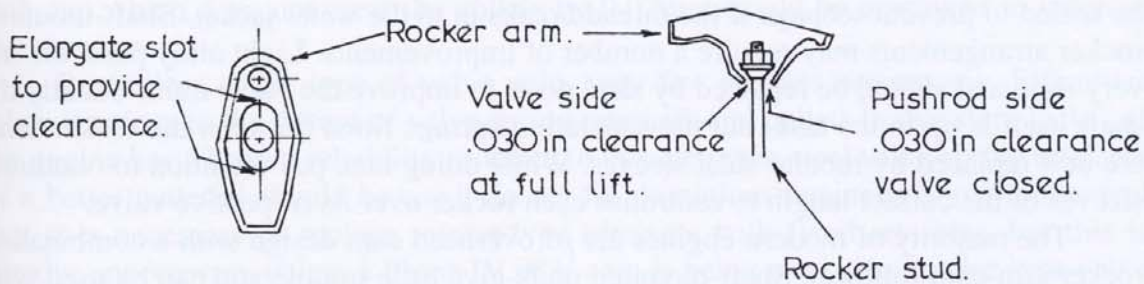 Elongate slot
to provide
clearance.
Rocker arm.
Valve side
.030 in clearance
at full lift.
Pushrod side
.030 in clearance
valve closed.
Rocker stud.